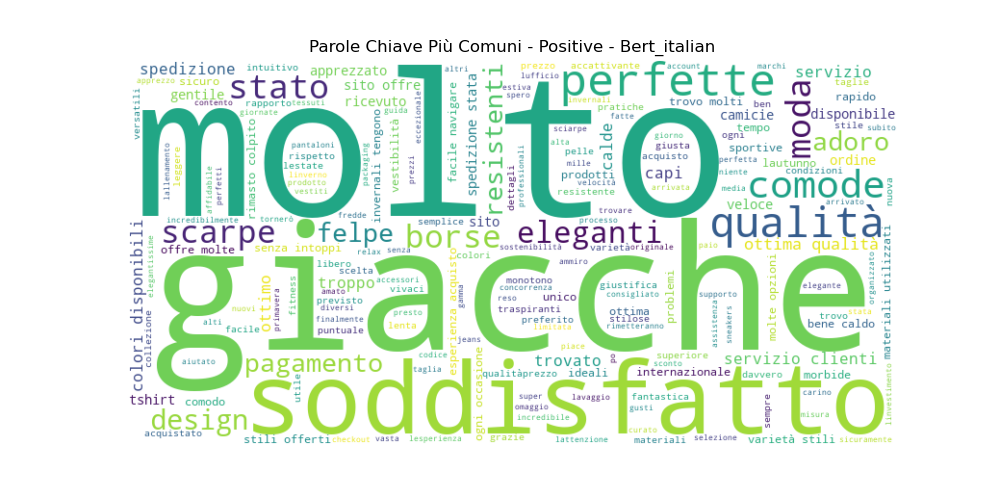 Parole Chiave Più Comuni - Positive - Bert_italian
molto
giacche
soddisfatto
qualità
perfette
comode
eleganti
scarpe
stato
moda
borse
felpe
adoro
design
pagamento
resistenti
spedizione
intuitivo
apprezzato
altri
prezzo
accattivante
account
marchi
servizio
apprezzo
sicuro
gentile
tessuti
sito offre
lufficio
estiva
spero
invernali
pratiche
trovo molti
ben
taglie
rapido
versatili
contento
rapporto
ricevuto
giornate
guida
eccezionale
facile navigare
spedizione stata
sciarpe
fatte
camicie
ogni
disponibile
stile
subito
tempo
lallenamento
leggere
affidabile
perfetti
rimasto colpito
pantaloni
rispetto
lestate
linverno
prodotto
vestiti
invernali tengono
packaging
vestibilità
prezzi
dettagli
professionali
alta
pelle
mille
prodotti
velocità
resistente
calde
giorno
giusta
acquisto
capi
arrivata
perfetta
niente
sportive
lautunno
condizioni
media
arrivato
ordine
nuova
veloce
incredibilmente
tornerò
fredde
semplice
sito
trovare
processo
colori disponibili
collezione
elegantissime
offre molte
senza intoppi
relax
senza
colori
sostenibilità
varietà
originale
paio
ottima qualità
materiali utilizzati
organizzato
elegante
libero
scelta
accessori
troppo
vivaci
previsto
amato
diversi
finalmente
puntuale
presto
lenta
esperienza acquisto
gamma
ammiro
monotono
concorrenza
reso
unico
traspiranti
preferito
limitata
stilose
giustifica
consigliato
ottima
rimetteranno
problemi
supporto
assistenza
sneakers
molte opzioni
trovo
bene caldo
stata
alti
nuovi
facile
ottimo
primavera
fitness
jeans
piace
codice
taglia
aiutato
utile
trovato
qualitàprezzo
ideali
po
sconto
superiore
internazionale
servizio clienti
davvero
morbide
carino
tshirt
comodo
acquistato
ogni occasione
super
omaggio
incredibile
lavaggio
gusti
fantastica
sempre
misura
linvestimento
stili offerti
checkout
vasta
lesperienza
grazie
lattenzione
curato
materiali
selezione
varietà stili
sicuramente